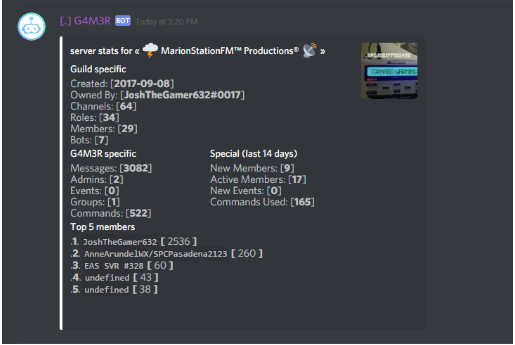 [.] G4M3R BOT Today at 3:20 PM
server stats for « MarionStationFM™ Productions® »
Guild specific
Created: [2017-09-08]
Owned By: [JoshTheGamer632#0017]
Channels: [64]
Roles: [34]
Members: [29]
Bots: [7]
G4M3R specific
Messages: [3082]
Admins: [2]
Events: [0]
Groups: [1]
Commands: [522]
Special (last 14 days)
New Members: [9]
Active Members: [17]
New Events: [0]
Commands Used: [165]
Top 5 members
.1. JoshTheGamer632 [ 2536 ]
.2. AnneArundelWX/SPCPasadena2123 [ 260 ]
.3. EAS SVR #328 [ 60 ]
.4. undefined [ 43 ]
.5. undefined [ 38 ]
TORNADO WARNING